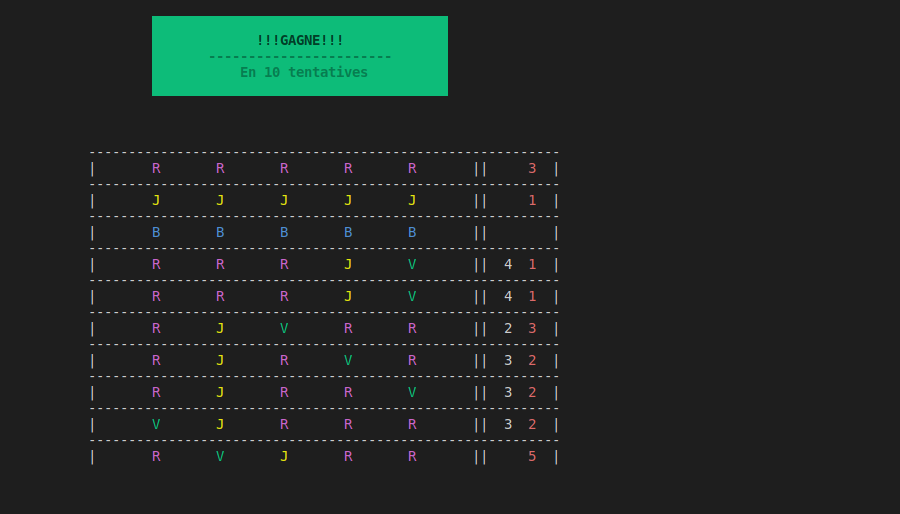 !!!GAGNE!!!
-----------------------
En 10 tentatives
-----------------------------------------------------------
| R R R R R || 3 |
-----------------------------------------------------------
| J J J J J || 1 |
-----------------------------------------------------------
| B B B B B || |
-----------------------------------------------------------
| R R R J V || 4 1 |
-----------------------------------------------------------
| R R R J V || 4 1 |
-----------------------------------------------------------
| R J V R R || 2 3 |
-----------------------------------------------------------
| R J R V R || 3 2 |
-----------------------------------------------------------
| R J R R V || 3 2 |
-----------------------------------------------------------
| V J R R R || 3 2 |
-----------------------------------------------------------
| R V J R R || 5 |